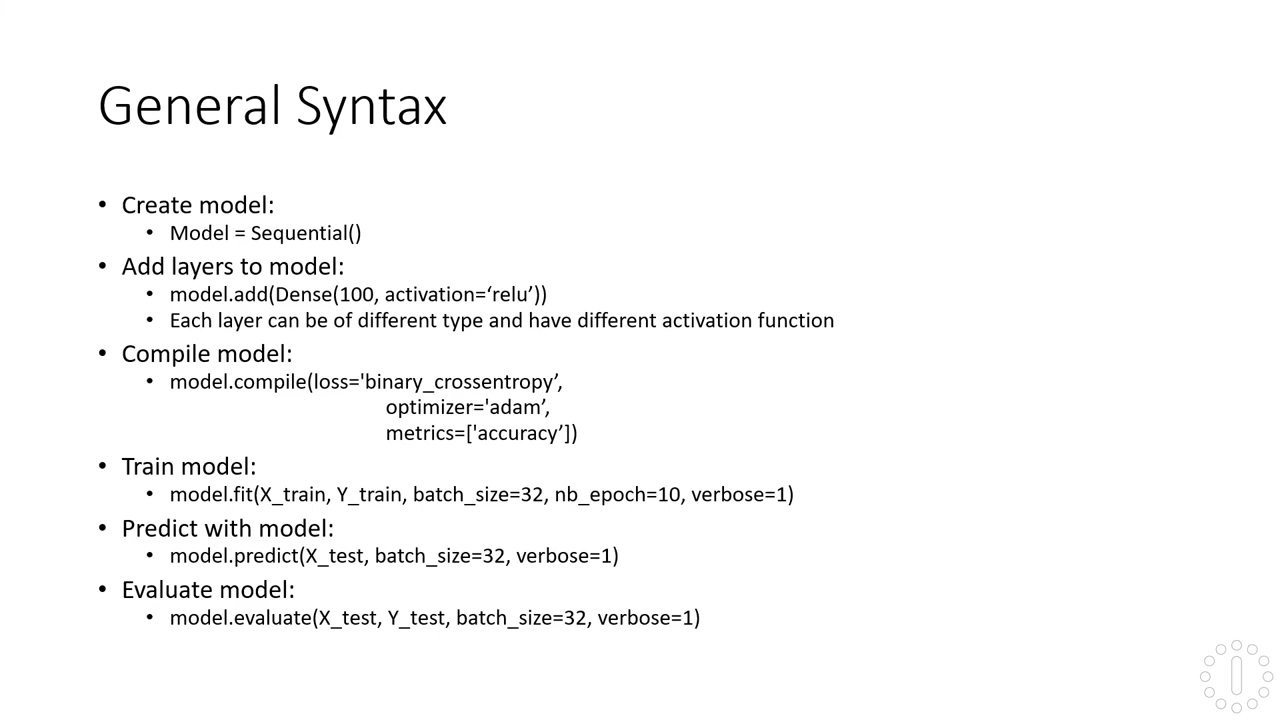 General Syntax
• Create model:
• Model = Sequential()
• Add layers to model:
• model.add(Dense(100, activation=‘relu’))
• Each layer can be of different type and have different activation function
• Compile model:
• model.compile(loss='binary_crossentropy’,
optimizer='adam’,
metrics=['accuracy’])
• Train model:
• model.fit(X_train, Y_train, batch_size=32, nb_epoch=10, verbose=1)
• Predict with model:
• model.predict(X_test, batch_size=32, verbose=1)
• Evaluate model:
• model.evaluate(X_test, Y_test, batch_size=32, verbose=1)